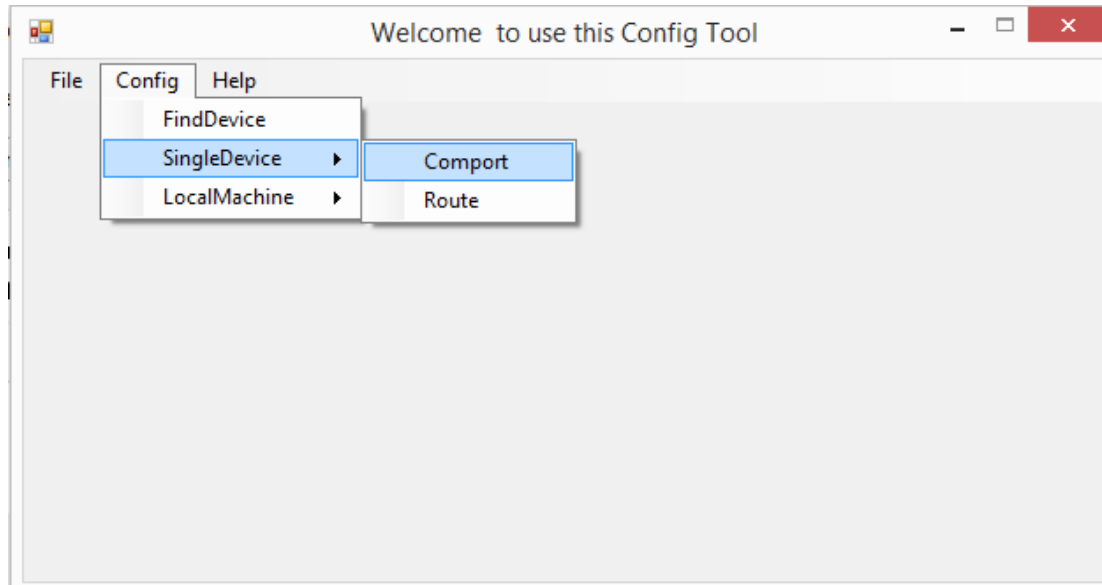 Welcome  to use this Config Tool
File Config Help
FindDevice
SingleDevice
Comport
LocalMachine
Route